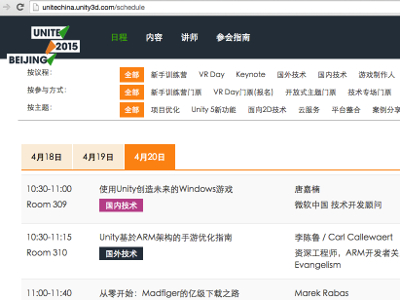 unitechina.unity3d.com/schedule
UNITE
2015
BEIJING
日程 内容 讲师 参会指南
按议程: 全部 新手训练营 VR Day Keynote 国外技术 国内技术 游戏制作人
按参与方式: 全部 新手训练营门票 VR Day门票(报名) 开放式主题门票 技术专场门票
按主题: 全部 项目优化 Unity 5新功能 面向2D技术 云服务 平台整合 案例分享
4月18日 4月19日 4月20日
10:30-11:00 使用Unity创造未来的Windows游戏 唐嘉楠
Room 309 国内技术 微软中国 技术开发顾问
10:30-11:15 Unity基於ARM架构的手游优化指南 李陈鲁 / Carl Callewaert
Room 310 国外技术 资深工程师，ARM开发者关
Evangelism
11:00-11:40 从零开始：Madfiger的亿级下载之路 Marek Rabas